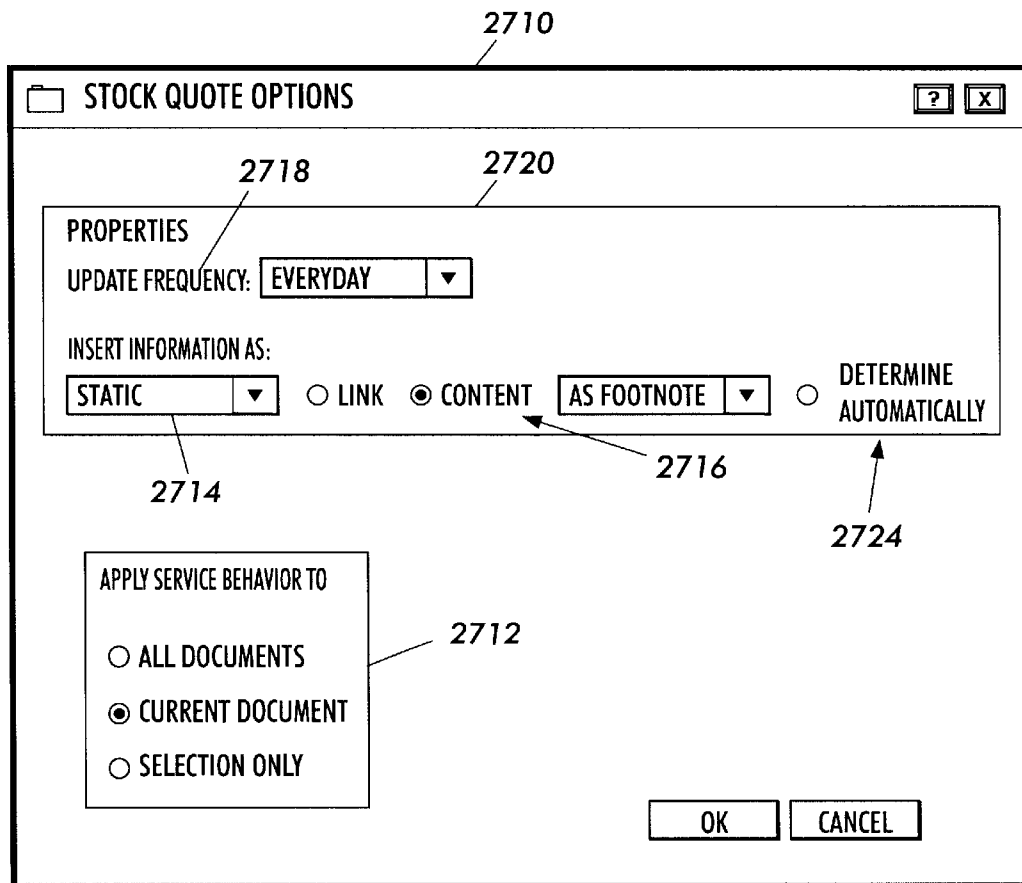 2710
STOCK QUOTE OPTIONS
? X
2718
2720
PROPERTIES
UPDATE FREQUENCY: EVERYDAY
INSERT INFORMATION AS:
STATIC LINK CONTENT AS FOOTNOTE DETERMINE
AUTOMATICALLY
2716
2714
2724
APPLY SERVICE BEHAVIOR TO
2712
ALL DOCUMENTS
CURRENT DOCUMENT
SELECTION ONLY
OK CANCEL